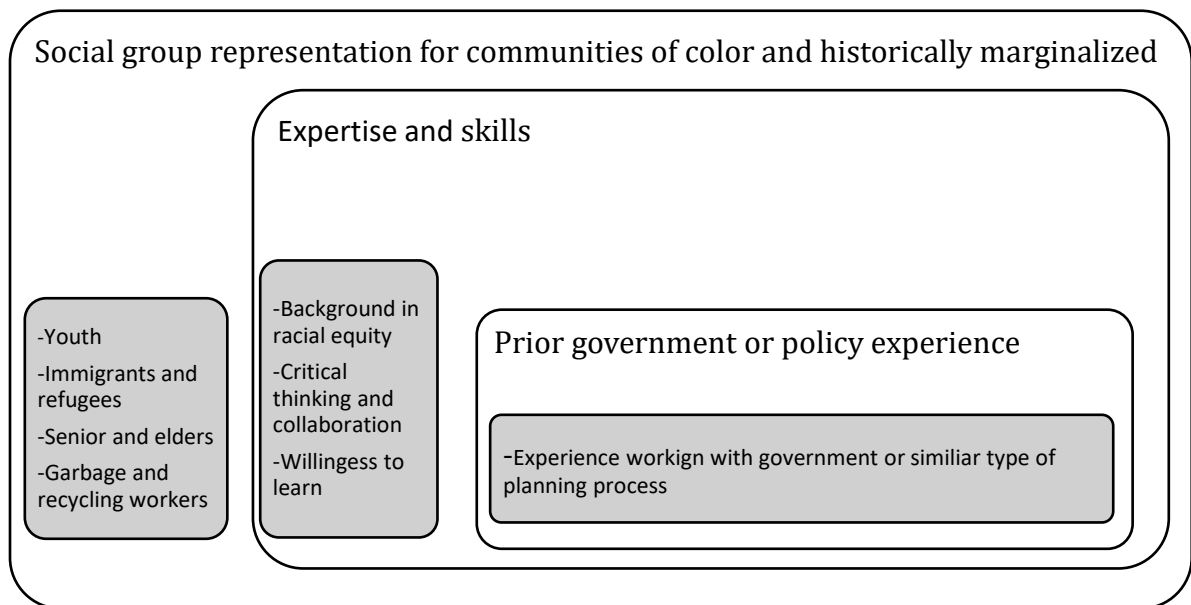 Social group representation for communities of color and historically marginalized
Expertise and skills
-Youth
-Immigrants and
refugees
-Senior and elders
-Garbage and
recycling workers
-Background in
racial equity
-Critical
thinking and
collaboration
-Willingess to
learn
Prior government or policy experience
-Experience workign with government or similiar type of
planning process